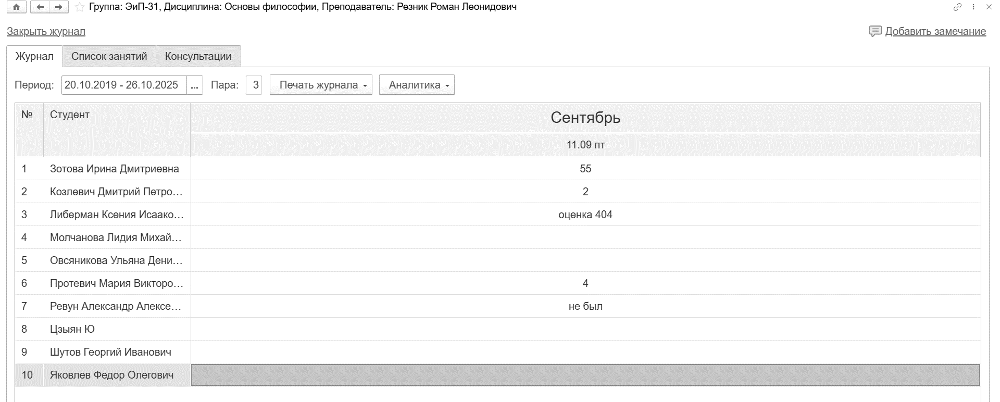 Группа: ЭиП-31, Дисциплина: Основы философии, Преподаватель: Резник Роман Леонидович
Закрыть журнал
Добавить замечание
Журнал Список занятий Консультации
Период: 20.10.2019 - 26.10.2025 ... Пара: 3 Печать журнала Аналитика
№ Студент Сентябрь
11.09 пт
1 Зотова Ирина Дмитриевна 55
2 Козлевич Дмитрий Петро... 2
3 Либерман Ксения Исаако... оценка 404
4 Молчанова Лидия Михай...
5 Овсяникова Ульяна Дени...
6 Протевич Мария Викторо... 4
7 Ревун Александр Алексе... не был
8 Цзыян Ю
9 Шутов Георгий Иванович
10 Яковлев Федор Олегович